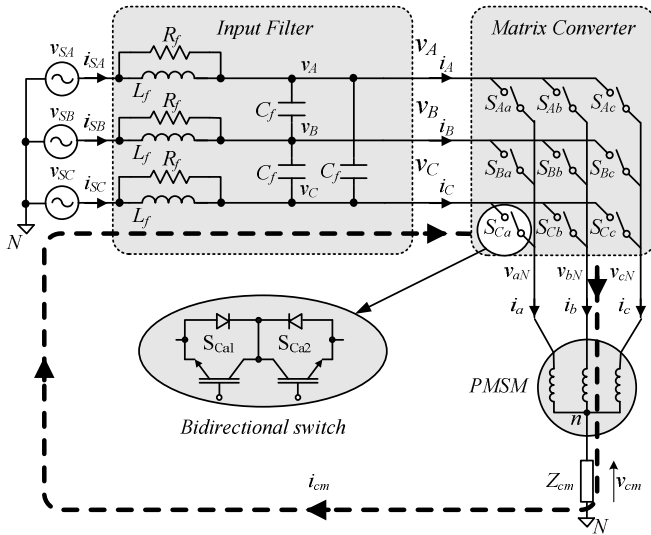 Input Filter
Matrix Converter
v_SA
i_SA
R_f
L_f
v_A
v_A
i_A
S_Aa
S_Ab
S_Ac
C_f
v_SB
i_SB
R_f
L_f
v_B
v_B
i_B
S_Ba
S_Bb
S_Bc
C_f
C_f
v_SC
i_SC
R_f
L_f
v_C
v_C
i_C
S_Ca
S_Cb
S_Cc
N
v_aN
v_bN
v_cN
i_a
i_b
i_c
S_Ca1
S_Ca2
Bidirectional switch
PMSM
n
i_cm
Z_cm
v_cm
N